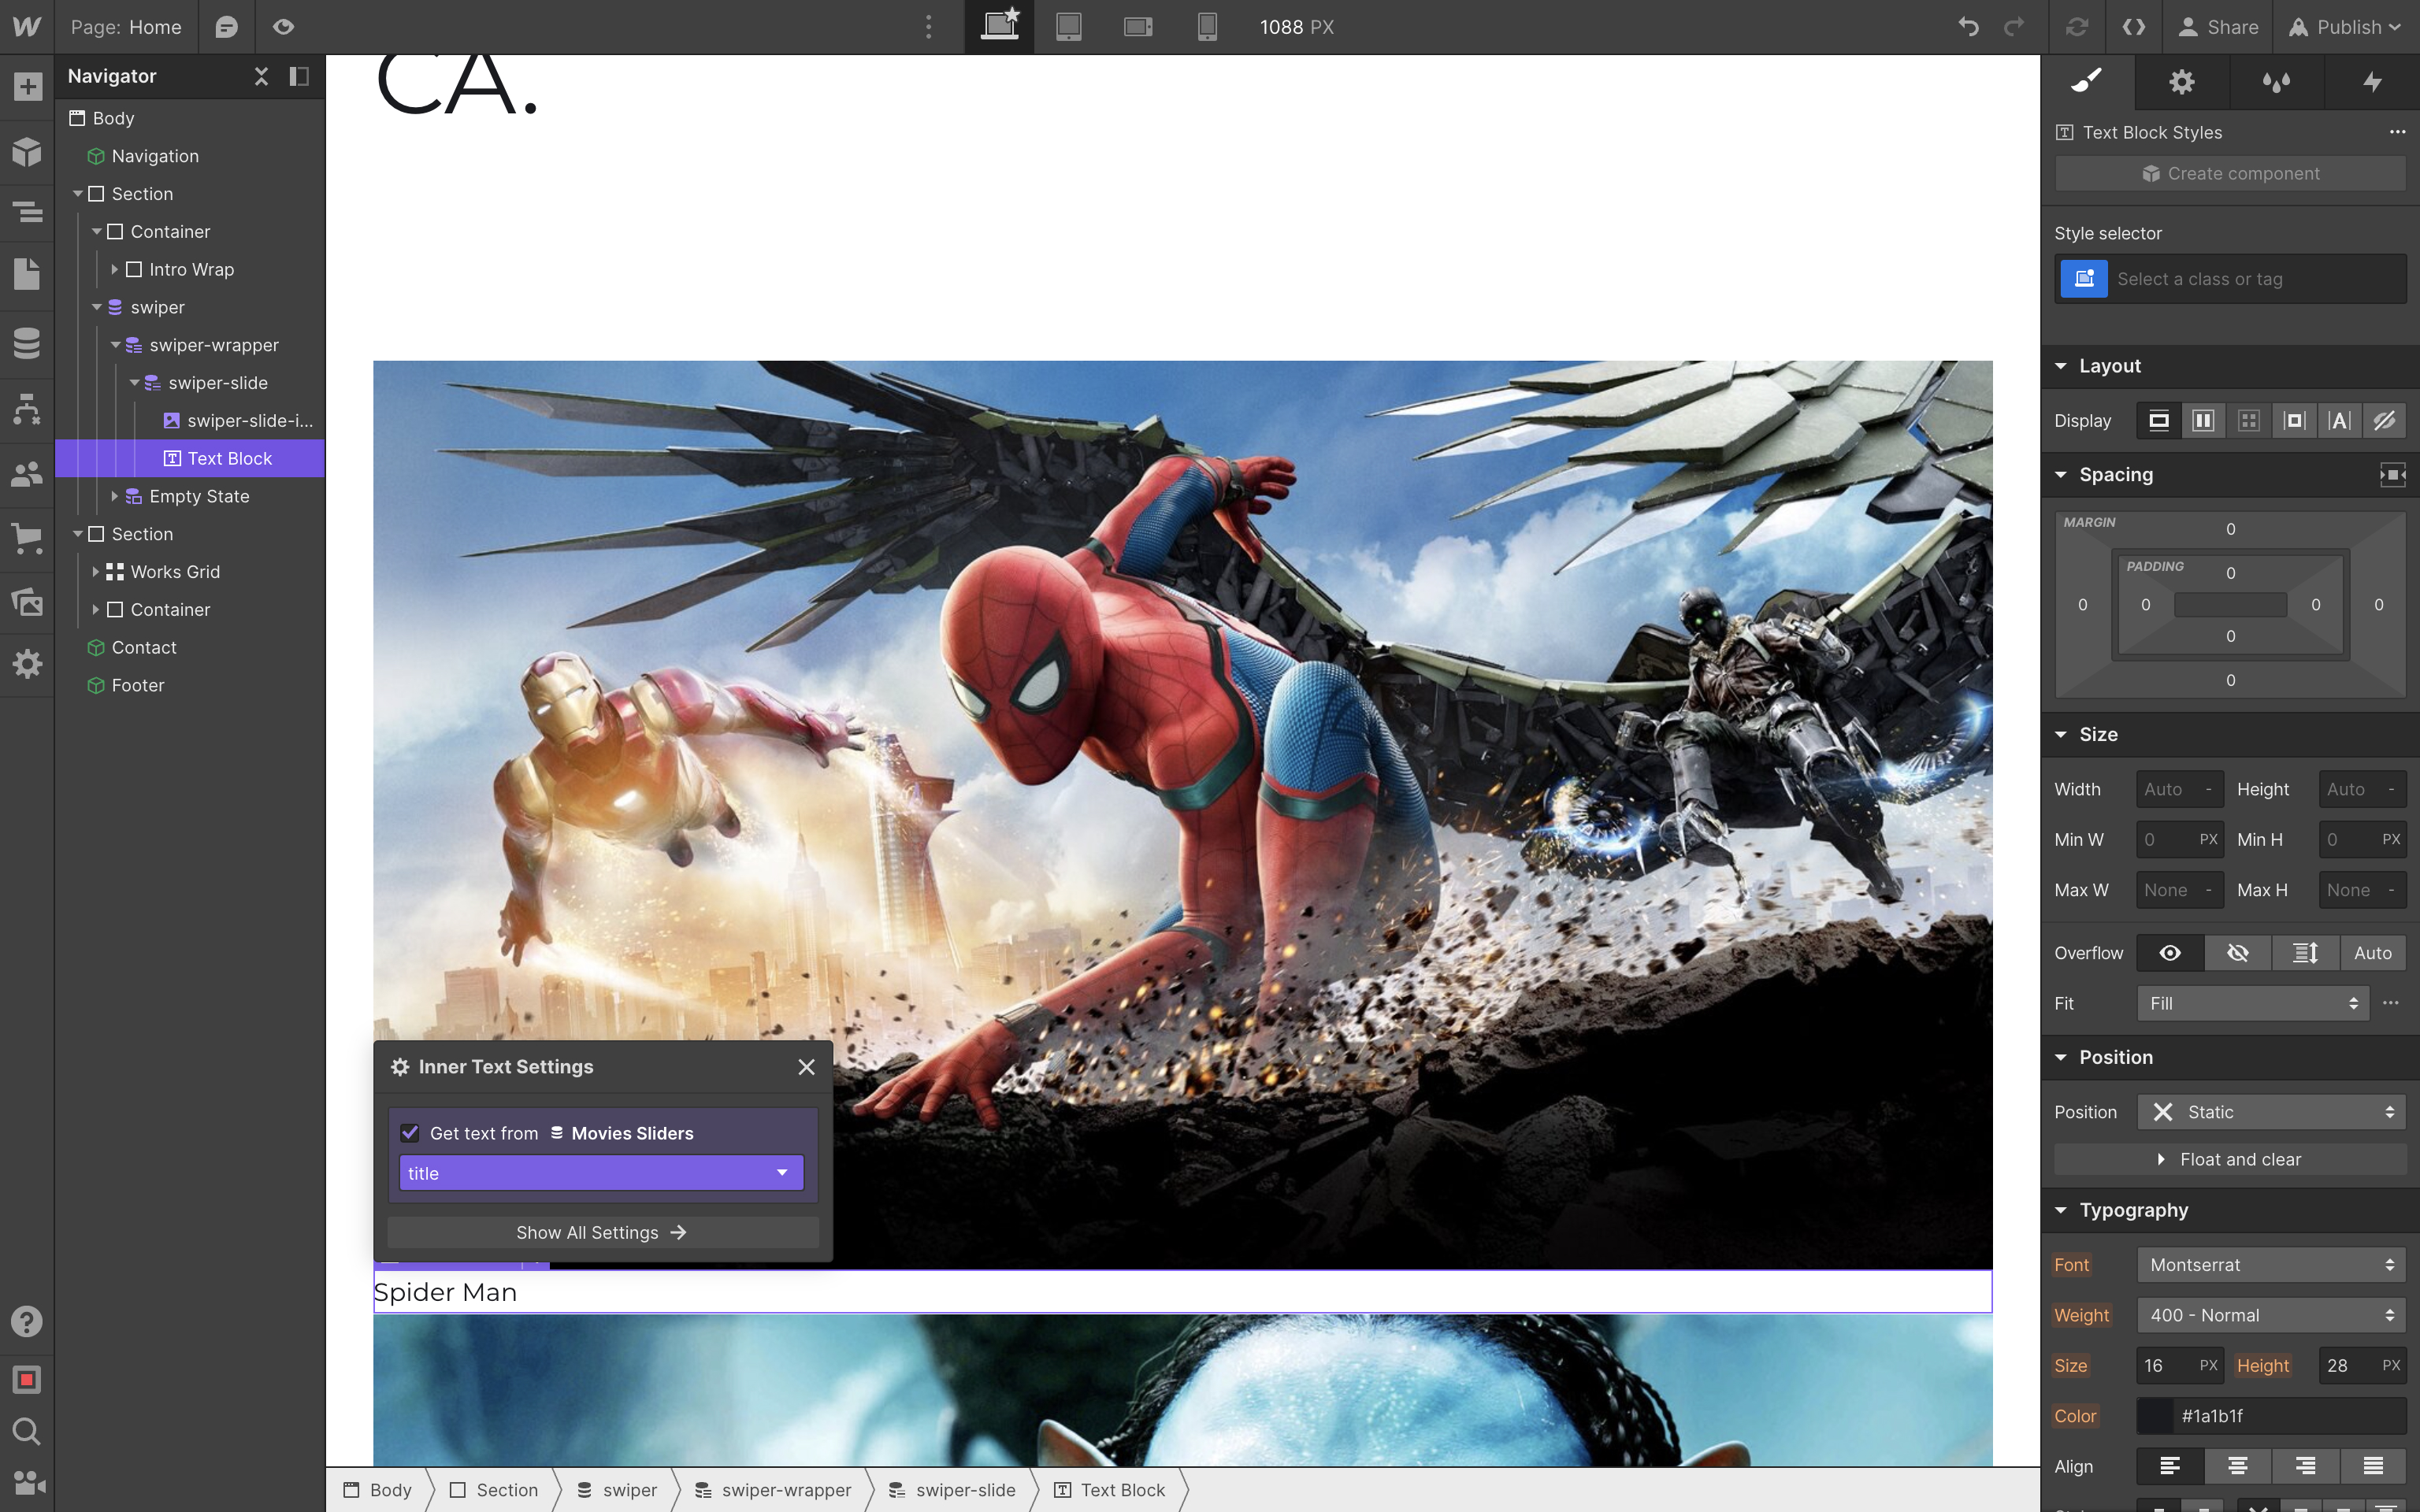 Page: Home
1088 PX
Share
Publish
Navigator
Body
Navigation
Section
Container
Intro Wrap
swiper
swiper-wrapper
swiper-slide
swiper-slide-i...
Text Block
Empty State
Section
Works Grid
Container
Contact
Footer
CA.
Inner Text Settings
Get text from Movies Sliders
title
Show All Settings
Spider Man
Body
Section
swiper
swiper-wrapper
swiper-slide
Text Block
Text Block Styles
Create component
Style selector
Select a class or tag
Layout
Display
Spacing
MARGIN
0
PADDING
0
0 0 0 0
0
0
Size
Width Auto - Height Auto -
Min W 0 PX Min H 0 PX
Max W None - Max H None -
Overflow Auto
Fit Fill
Position
Position Static
Float and clear
Typography
Font Montserrat
Weight 400 - Normal
Size 16 PX Height 28 PX
Color #1a1b1f
Align